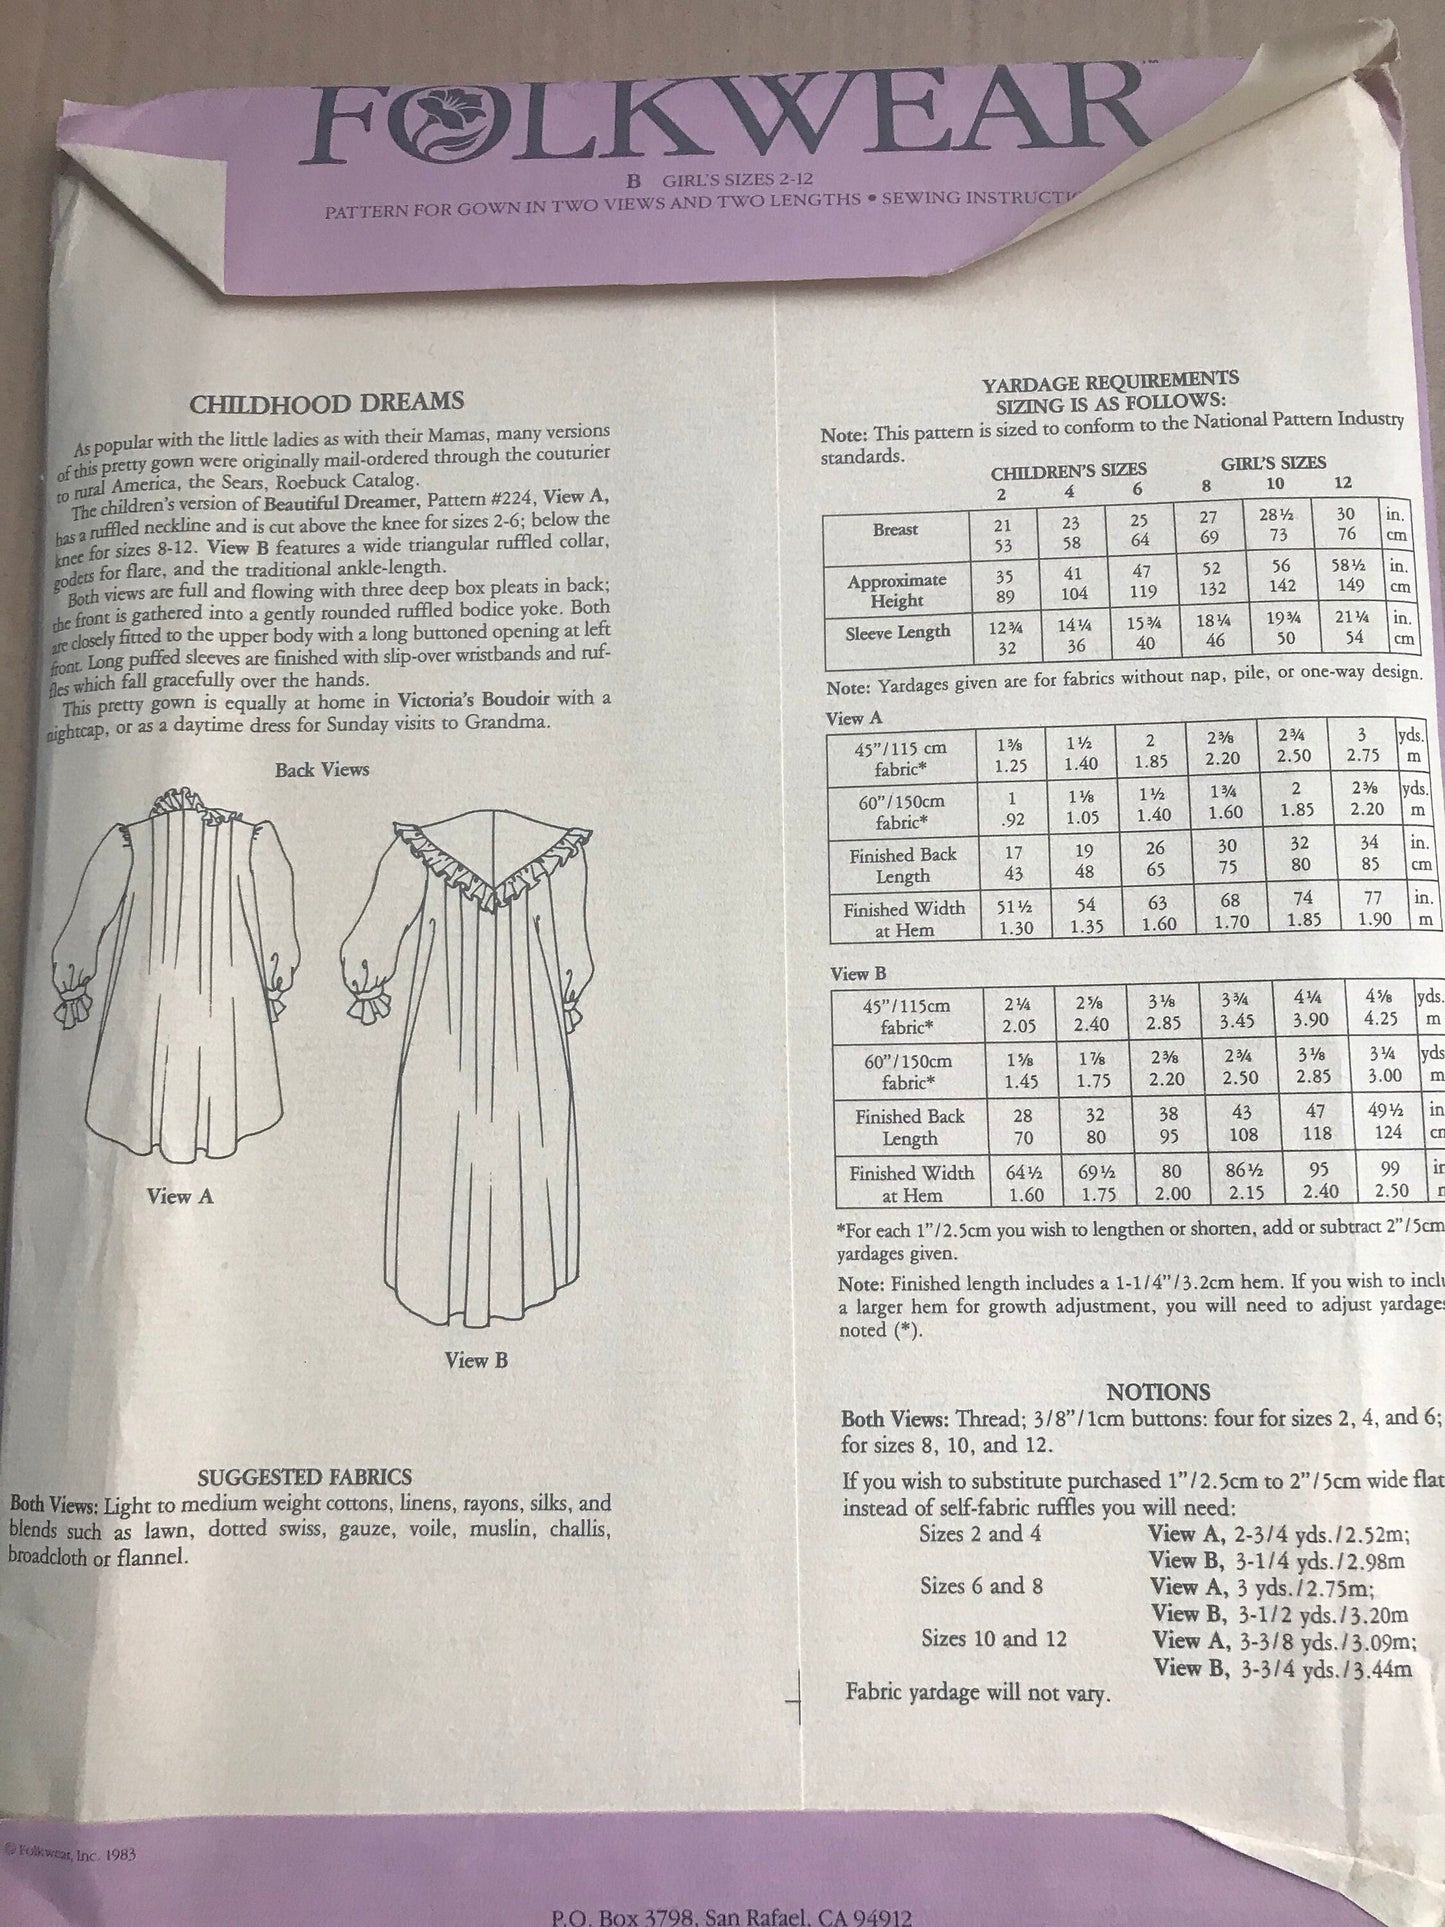 FOLKWEAR
B GIRL'S SIZES 2-12
PATTERN FOR GOWN IN TWO VIEWS AND TWO LENGTHS • SEWING INSTRUCTI
CHILDHOOD DREAMS
As popular with the little ladies as with their Mamas, many versions
of this pretty gown were originally mail-ordered through the couturier
to rural America, the Sears, Roebuck Catalog.
The children's version of Beautiful Dreamer, Pattern #224, View A,
has a ruffled neckline and is cut above the knee for sizes 2-6; below the
knee for sizes 8-12. View B features a wide triangular ruffled collar,
godets for flare, and the traditional ankle-length.
Both views are full and flowing with three deep box pleats in back;
the front is gathered into a gently rounded ruffled bodice yoke. Both
are closely fitted to the upper body with a long buttoned opening at left
front. Long puffed sleeves are finished with slip-over wristbands and ruf-
fles which fall gracefully over the hands.
This pretty gown is equally at home in Victoria's Boudoir with a
nightcap, or as a daytime dress for Sunday visits to Grandma.
Back Views
View A
View B
SUGGESTED FABRICS
Both Views: Light to medium weight cottons, linens, rayons, silks, and
blends such as lawn, dotted swiss, gauze, voile, muslin, challis,
broadcloth or flannel.
YARDAGE REQUIREMENTS
SIZING IS AS FOLLOWS:
Note: This pattern is sized to conform to the National Pattern Industry
standards.
CHILDREN'S SIZES GIRL'S SIZES
2 4 6 8 10 12
Breast 21 23 25 27 28½ 30 in.
53 58 64 69 73 76 cm
Approximate 35 41 47 52 56 58½ in.
Height 89 104 119 132 142 149 cm
Sleeve Length 12¾ 14¼ 15¾ 18¼ 19¾ 21¼ in.
32 36 40 46 50 54 cm
Note: Yardages given are for fabrics without nap, pile, or one-way design.
View A
45"/115 cm 1⅜ 1½ 2 2⅜ 2¾ 3 yds.
fabric* 1.25 1.40 1.85 2.20 2.50 2.75 m
60"/150cm 1 1⅛ 1½ 1¾ 2 2⅜ yds.
fabric* .92 1.05 1.40 1.60 1.85 2.20 m
Finished Back 17 19 26 30 32 34 in.
Length 43 48 65 75 80 85 cm
Finished Width 51½ 54 63 68 74 77 in.
at Hem 1.30 1.35 1.60 1.70 1.85 1.90 m
View B
45"/115cm 2¼ 2⅝ 3⅛ 3¾ 4¼ 4⅝ yds.
fabric* 2.05 2.40 2.85 3.45 3.90 4.25 m
60"/150cm 1⅝ 1⅞ 2⅜ 2¾ 3⅛ 3¼ yds
fabric* 1.45 1.75 2.20 2.50 2.85 3.00 m
Finished Back 28 32 38 43 47 49½ in
Length 70 80 95 108 118 124 cm
Finished Width 64½ 69½ 80 86½ 95 99 in
at Hem 1.60 1.75 2.00 2.15 2.40 2.50
*For each 1"/2.5cm you wish to lengthen or shorten, add or subtract 2"/5cm
yardages given.
Note: Finished length includes a 1-1/4"/3.2cm hem. If you wish to inclu
a larger hem for growth adjustment, you will need to adjust yardages
noted (*).
NOTIONS
Both Views: Thread; 3/8"/1cm buttons: four for sizes 2, 4, and 6;
for sizes 8, 10, and 12.
If you wish to substitute purchased 1"/2.5cm to 2"/5cm wide flat
instead of self-fabric ruffles you will need:
Sizes 2 and 4 View A, 2-3/4 yds./2.52m;
View B, 3-1/4 yds./2.98m
Sizes 6 and 8 View A, 3 yds./2.75m;
View B, 3-1/2 yds./3.20m
Sizes 10 and 12 View A, 3-3/8 yds./3.09m;
View B, 3-3/4 yds./3.44m
Fabric yardage will not vary.
© Folkwear, Inc. 1983
P.O. Box 3798, San Rafael, CA 94912